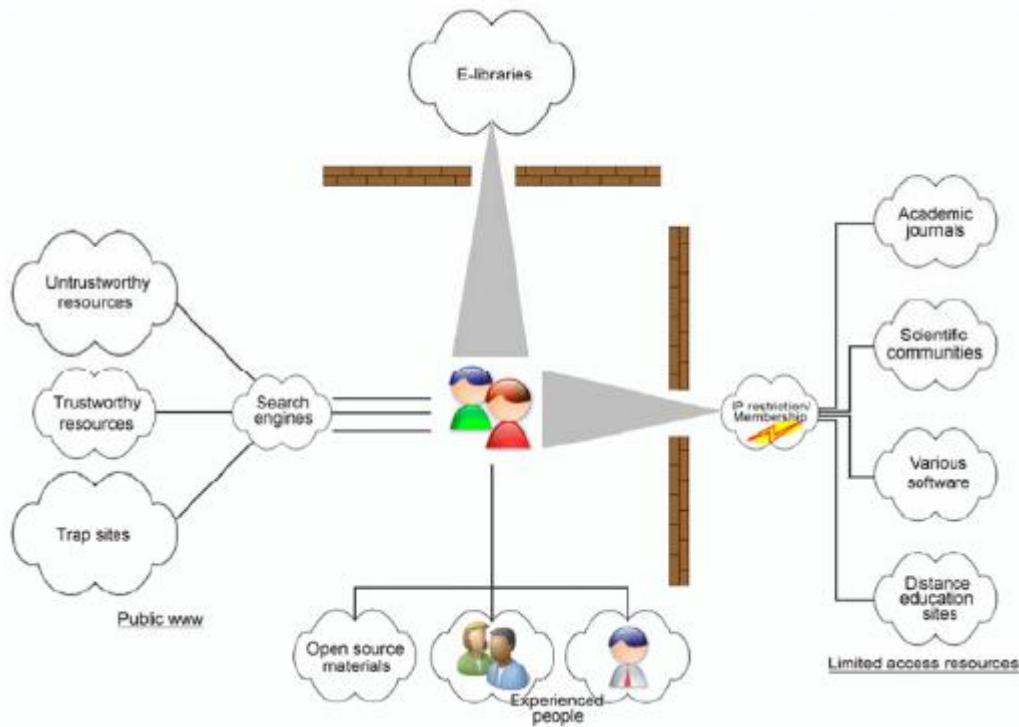 E-libraries
Untrustworthy
resources
Trustworthy
resources
Trap sites
Public www
Search
engines
IP restriction/
Membership
Academic
journals
Scientific
communities
Various
software
Distance
education
sites
Limited access resources
Open source
materials
Experienced
people